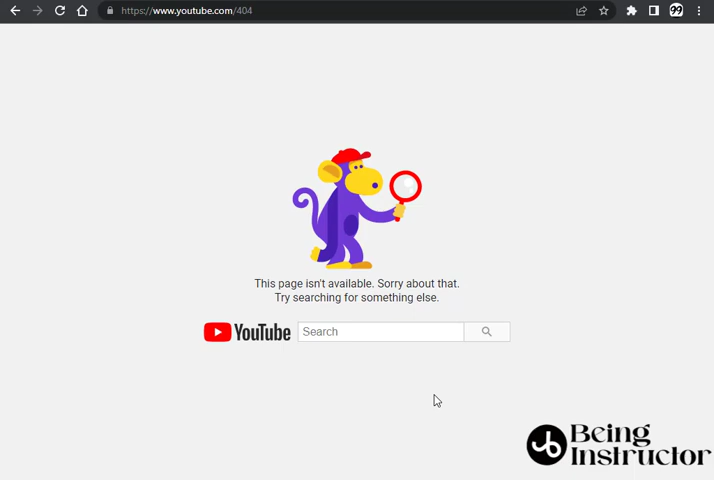 https://www.youtube.com/404
99
This page isn't available. Sorry about that.
Try searching for something else.
YouTube
Search
Being
Instructor